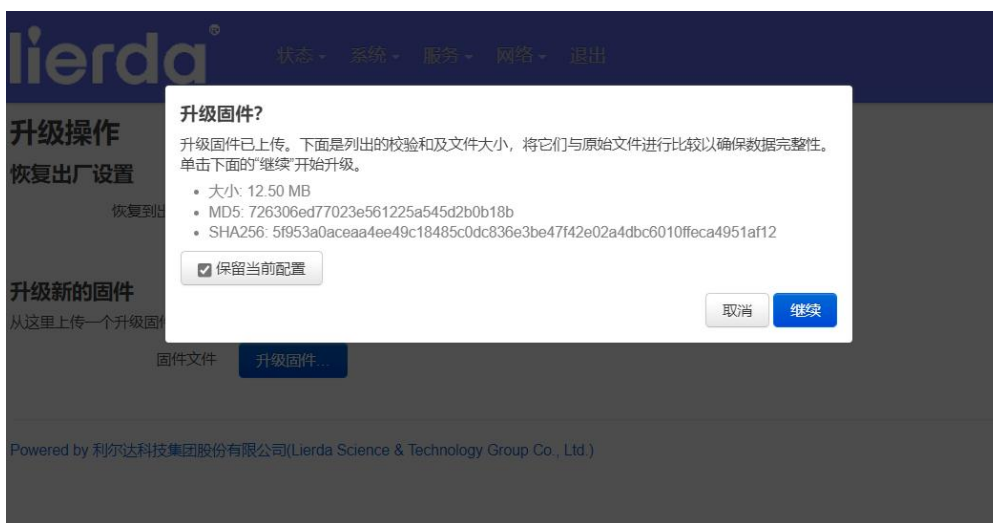 lierda®
状态 系统 服务 网络 退出
升级操作
恢复出厂设置
恢复到出
升级固件?
升级固件已上传。下面是列出的校验和及文件大小，将它们与原始文件进行比较以确保数据完整性。
单击下面的“继续”开始升级。
大小: 12.50 MB
MD5: 726306ed77023e561225a545d2b0b18b
SHA256: 5f953a0aceaa4ee49c18485c0dc836e3be47f42e02a4dbc6010ffeca4951af12
保留当前配置
取消 继续
升级新的固件
从这里上传一个升级固件
固件文件 升级固件...
Powered by 利尔达科技集团股份有限公司(Lierda Science & Technology Group Co., Ltd.)